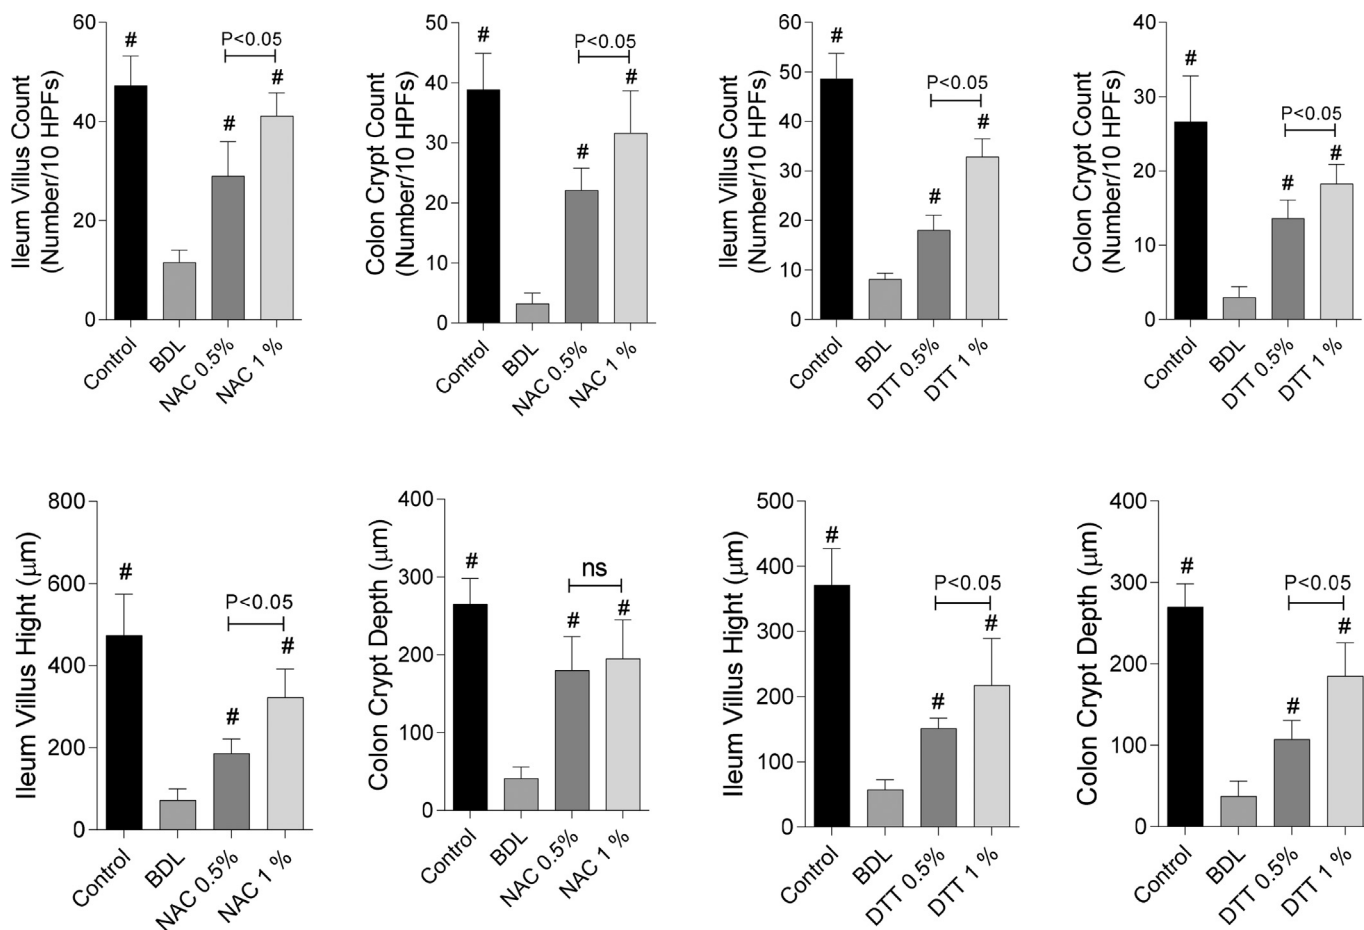 Ileum Villus Count
(Number/10 HPFs)
60
40
20
0
#
#
#
P<0.05
Control
BDL
NAC 0.5%
NAC 1 %
Colon Crypt Count
(Number/10 HPFs)
50
40
30
20
10
0
#
#
#
P<0.05
Control
BDL
NAC 0.5%
NAC 1 %
Ileum Villus Count
(Number/10 HPFs)
60
50
40
30
20
10
0
#
#
#
P<0.05
Control
BDL
DTT 0.5%
DTT 1 %
Colon Crypt Count
(Number/10 HPFs)
40
30
20
10
0
#
#
#
P<0.05
Control
BDL
DTT 0.5%
DTT 1 %
Ileum Villus Hight (μm)
800
600
400
200
0
#
#
#
P<0.05
Control
BDL
NAC 0.5%
NAC 1 %
Colon Crypt Depth (μm)
400
300
200
100
0
#
#
#
ns
Control
BDL
NAC 0.5%
NAC 1 %
Ileum Villus Hight (μm)
500
400
300
200
100
0
#
#
#
P<0.05
Control
BDL
DTT 0.5%
DTT 1 %
Colon Crypt Depth (μm)
400
300
200
100
0
#
#
#
P<0.05
Control
BDL
DTT 0.5%
DTT 1 %